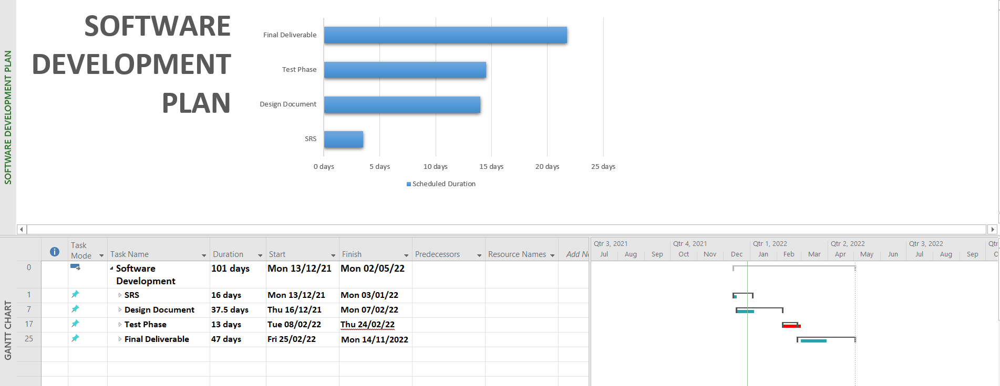 SOFTWARE DEVELOPMENT PLAN
SOFTWARE
DEVELOPMENT
PLAN
Final Deliverable
Test Phase
Design Document
SRS
0 days 5 days 10 days 15 days 20 days 25 days
Scheduled Duration
GANTT CHART
Task Mode Task Name Duration Start Finish Predecessors Resource Names Add N
0 Software Development 101 days Mon 13/12/21 Mon 02/05/22
1 SRS 16 days Mon 13/12/21 Mon 03/01/22
7 Design Document 37.5 days Thu 16/12/21 Mon 07/02/22
17 Test Phase 13 days Tue 08/02/22 Thu 24/02/22
25 Final Deliverable 47 days Fri 25/02/22 Mon 14/11/2022
Qtr 3, 2021 Qtr 4, 2021 Qtr 1, 2022 Qtr 2, 2022 Qtr 3, 2022 Qt
Jul Aug Sep Oct Nov Dec Jan Feb Mar Apr May Jun Jul Aug Sep